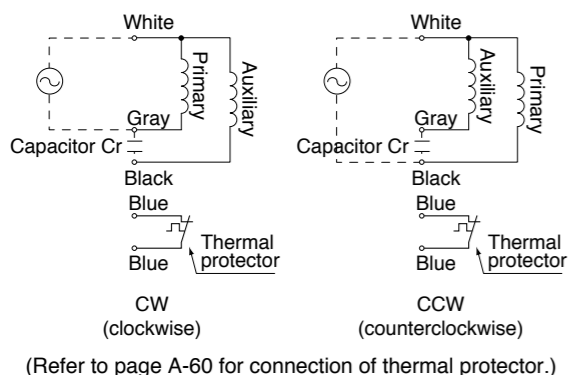 White
Primary
Auxiliary
Gray
Capacitor Cr
Black
Blue
Blue
Thermal
protector
CW
(clockwise)
White
Auxiliary
Primary
Gray
Capacitor Cr
Black
Blue
Blue
Thermal
protector
CCW
(counterclockwise)
(Refer to page A-60 for connection of thermal protector.)